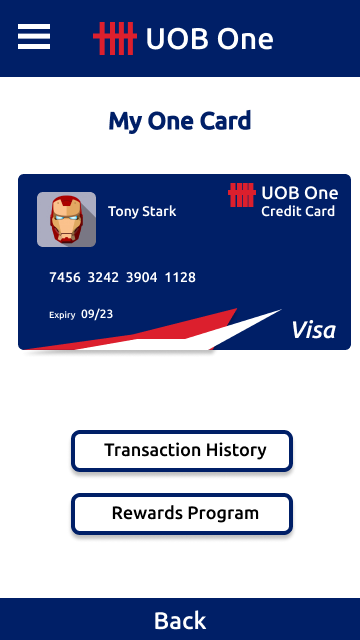 UOB One
My One Card
UOB One
Credit Card
Tony Stark
7456 3242 3904 1128
Expiry 09/23
Visa
Transaction History
Rewards Program
Back